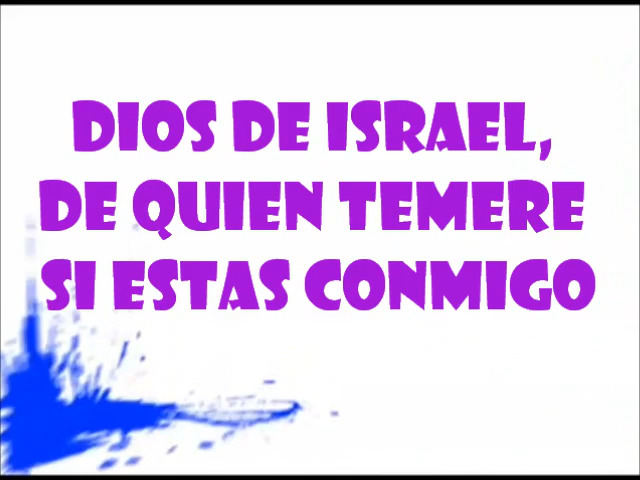 DIOS DE ISRAEL,
DE QUIEN TEMERE
SI ESTAS CONMIGO